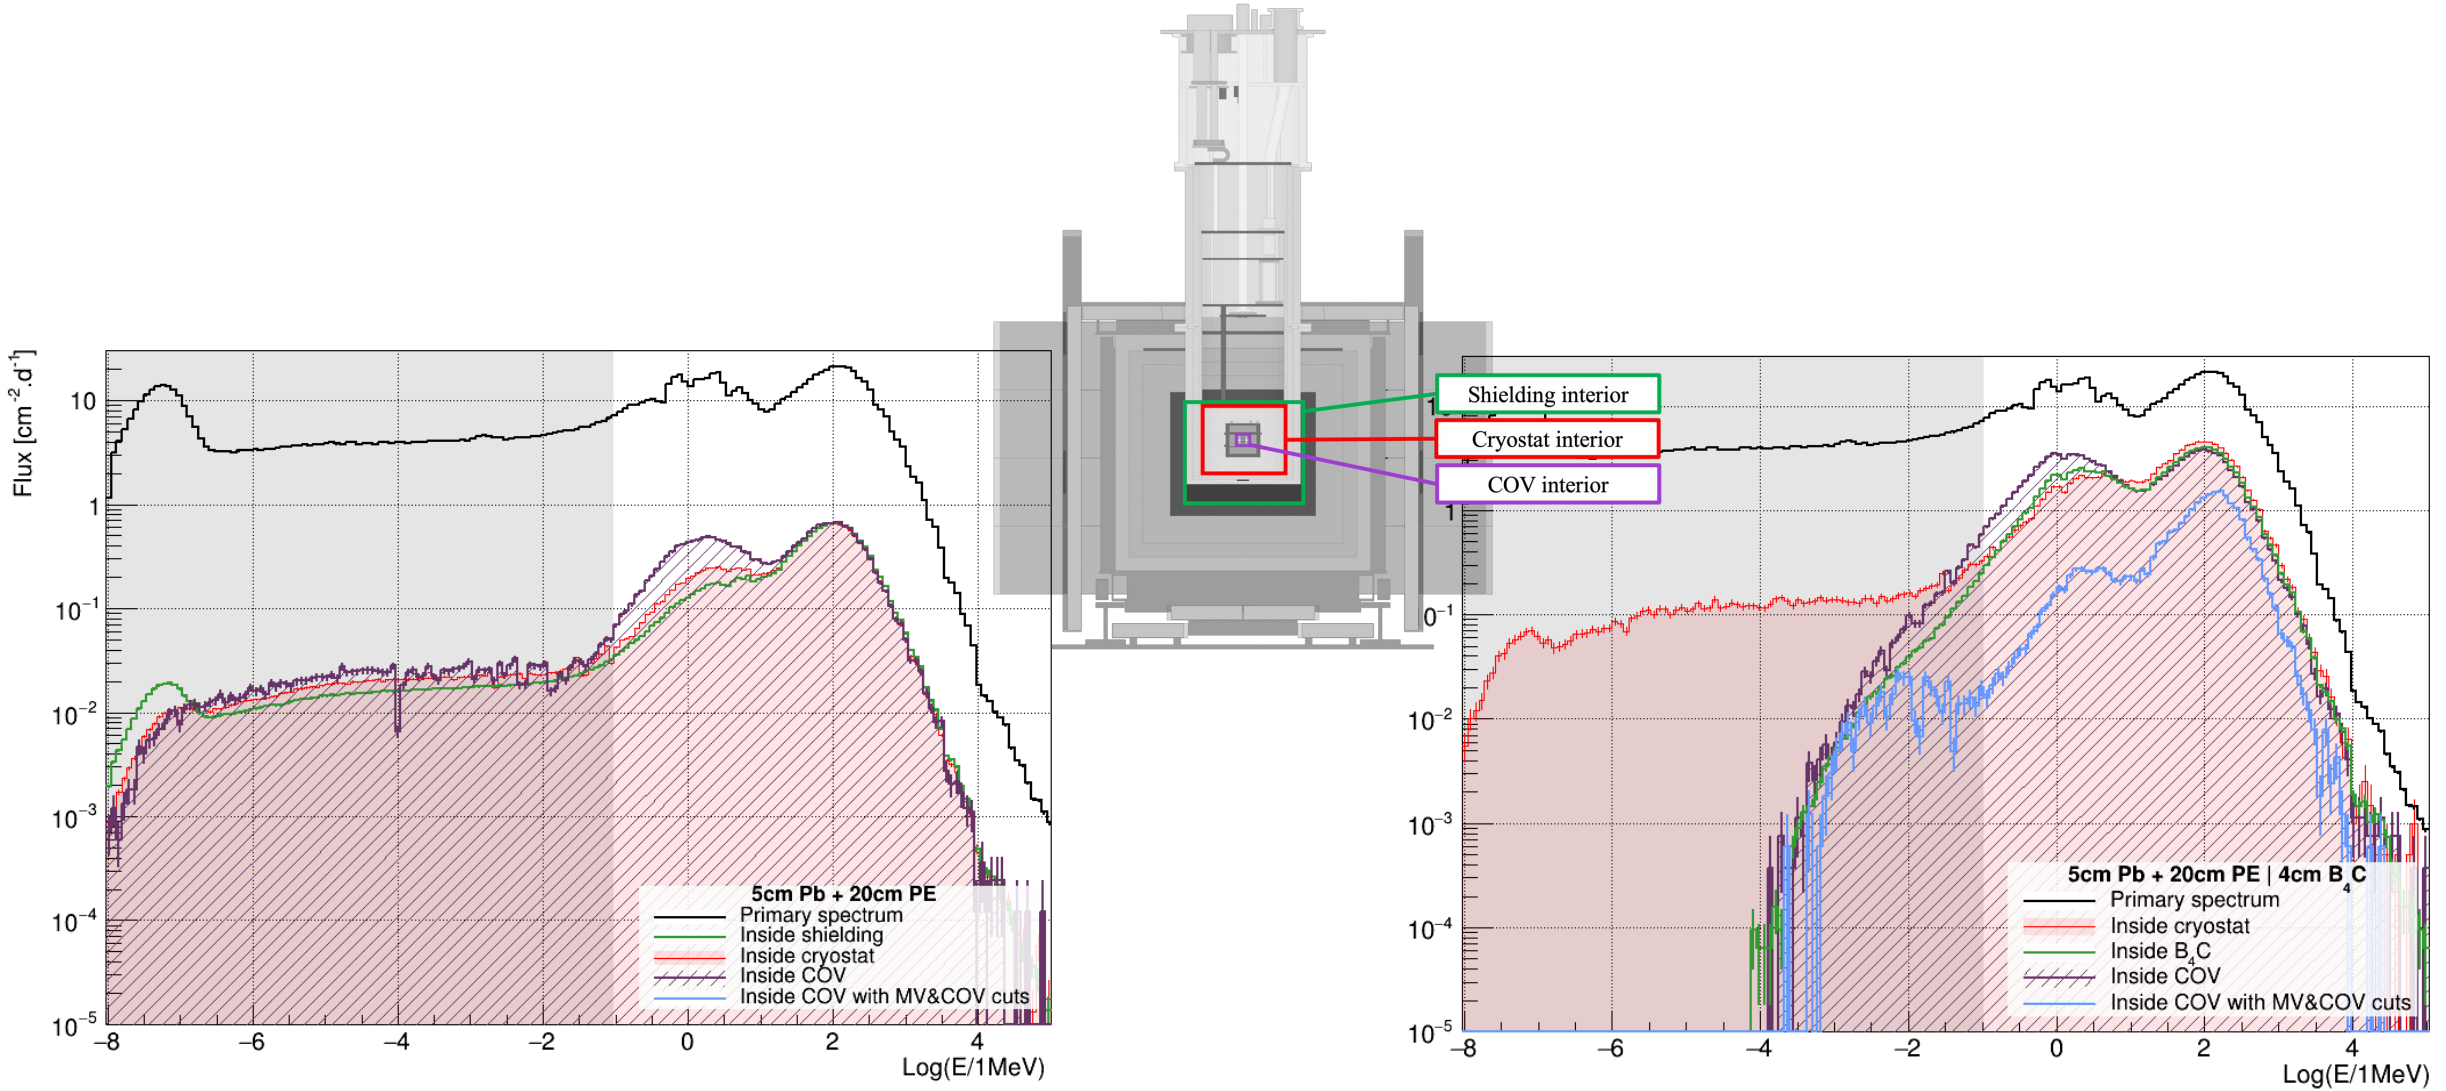 Flux [cm⁻².d⁻¹]
10
1
10⁻¹
10⁻²
10⁻³
10⁻⁴
10⁻⁵
−8 −6 −4 −2 0 2 4
Log(E/1MeV)
5cm Pb + 20cm PE
Primary spectrum
Inside shielding
Inside cryostat
Inside COV
Inside COV with MV&COV cuts
Shielding interior
Cryostat interior
COV interior
1
0⁻¹
10⁻²
10⁻³
10⁻⁴
10⁻⁵
−8 −6 −4 −2 0 2 4
Log(E/1MeV)
5cm Pb + 20cm PE | 4cm B₄C
Primary spectrum
Inside cryostat
Inside B₄C
Inside COV
Inside COV with MV&COV cuts